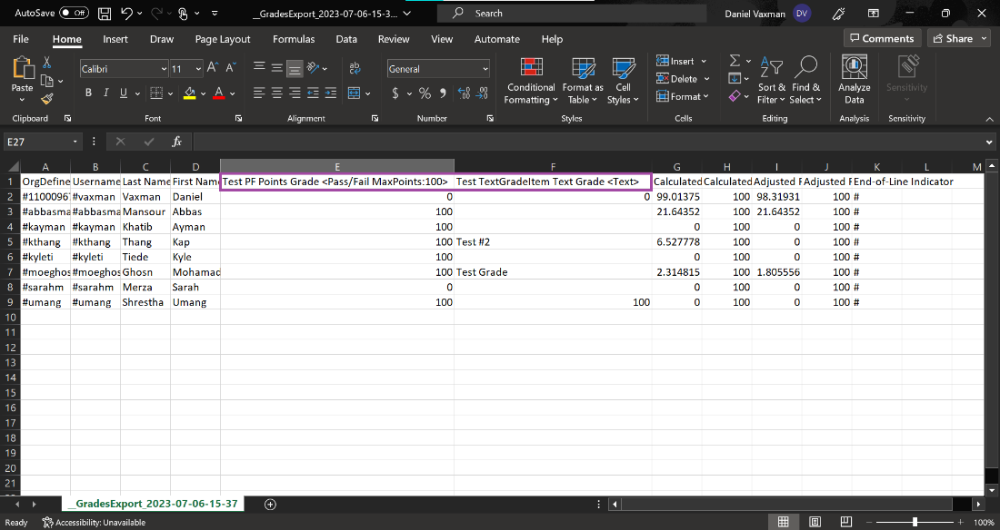 AutoSave Off _GradesExport_2023-07-06-15-3... Search Daniel Vaxman DV
File Home Insert Draw Page Layout Formulas Data Review View Automate Help Comments Share
Paste Calibri 11 A A ab General Conditional Formatting Format as Table Cell Styles Insert Delete Format Sort & Filter Find & Select Analyze Data Sensitivity
B I U A $ % 9 .00
Clipboard Font Alignment Number Styles Cells Editing Analysis Sensitivity
E27 fx
A B C D E F G H I J K L M
1 OrgDefine Username Last Name First Nam Test PF Points Grade <Pass/Fail MaxPoints:100> Test TextGradeItem Text Grade <Text> Calculated Calculated Adjusted F Adjusted F End-of-Line Indicator
2 #1100096 #vaxman Vaxman Daniel 0 0 99.01375 100 98.31931 100 #
3 #abbasma #abbasma Mansour Abbas 100 21.64352 100 21.64352 100 #
4 #kayman #kayman Khatib Ayman 100 0 100 0 100 #
5 #kthang #kthang Thang Kap 100 Test #2 6.527778 100 0 100 #
6 #kyleti #kyleti Tiede Kyle 100 0 100 0 100 #
7 #moeghos #moeghos Ghosn Mohamad 100 Test Grade 2.314815 100 1.805556 100 #
8 #sarahm #sarahm Merza Sarah 0 0 100 0 100 #
9 #umang #umang Shrestha Umang 100 100 0 100 0 100 #
10
11
12
13
14
15
16
17
18
19
20
21
_GradesExport_2023-07-06-15-37
Ready Accessibility: Unavailable 100%